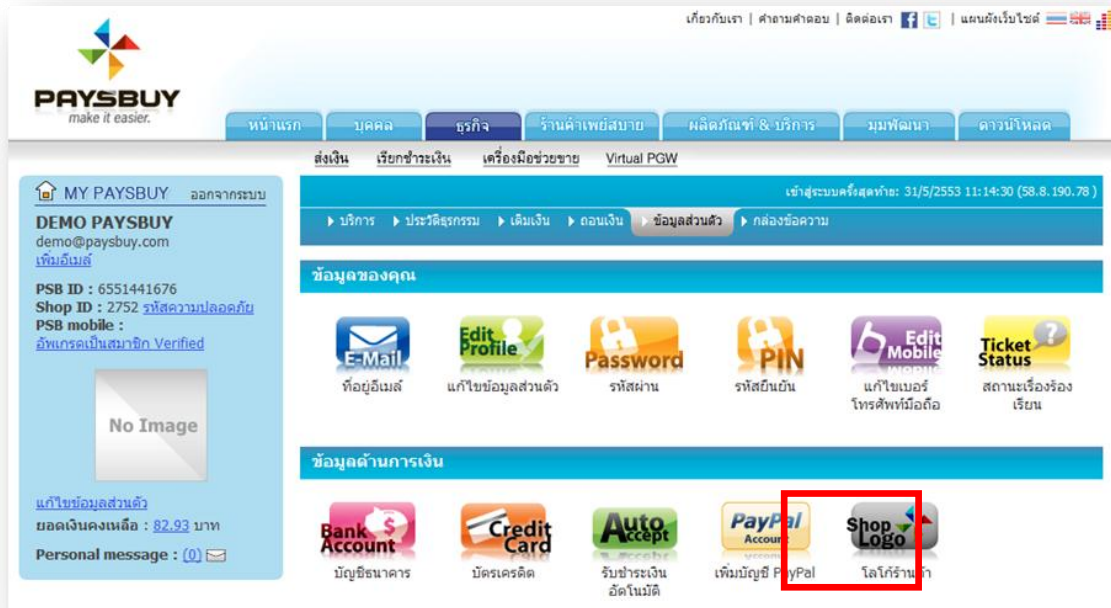 เกี่ยวกับเรา | คำถามคำตอบ | ติดต่อเรา | แผนผังเว็บไซต์
PAYSBUY
make it easier.
หน้าแรก บุคคล ธุรกิจ ร้านค้าเพย์สบาย ผลิตภัณฑ์ & บริการ มุมพัฒนา ดาวน์โหลด
ส่งเงิน เรียกชำระเงิน เครื่องมือช่วยขาย Virtual PGW
MY PAYSBUY ออกจากระบบ
DEMO PAYSBUY
demo@paysbuy.com
เพิ่มอีเมล์
PSB ID : 6551441676
Shop ID : 2752 รหัสความปลอดภัย
PSB mobile :
อัพเกรดเป็นสมาชิก Verified
No Image
แก้ไขข้อมูลส่วนตัว
ยอดเงินคงเหลือ : 82.93 บาท
Personal message : (0)
เข้าสู่ระบบครั้งสุดท้าย: 31/5/2553 11:14:30 (58.8.190.78 )
บริการ ประวัติธุรกรรม เติมเงิน ถอนเงิน ข้อมูลส่วนตัว กล่องข้อความ
ข้อมูลของคุณ
E-Mail
ที่อยู่อีเมล์
Edit Profile
แก้ไขข้อมูลส่วนตัว
Password
รหัสผ่าน
PIN
รหัสยืนยัน
Edit Mobile
แก้ไขเบอร์
โทรศัพท์มือถือ
Ticket Status
สถานะเรื่องร้อง
เรียน
ข้อมูลด้านการเงิน
Bank Account
บัญชีธนาคาร
Credit Card
บัตรเครดิต
Auto Accept
รับชำระเงิน
อัตโนมัติ
PayPal Account
เพิ่มบัญชี PayPal
Shop Logo
โลโก้ร้านค้า